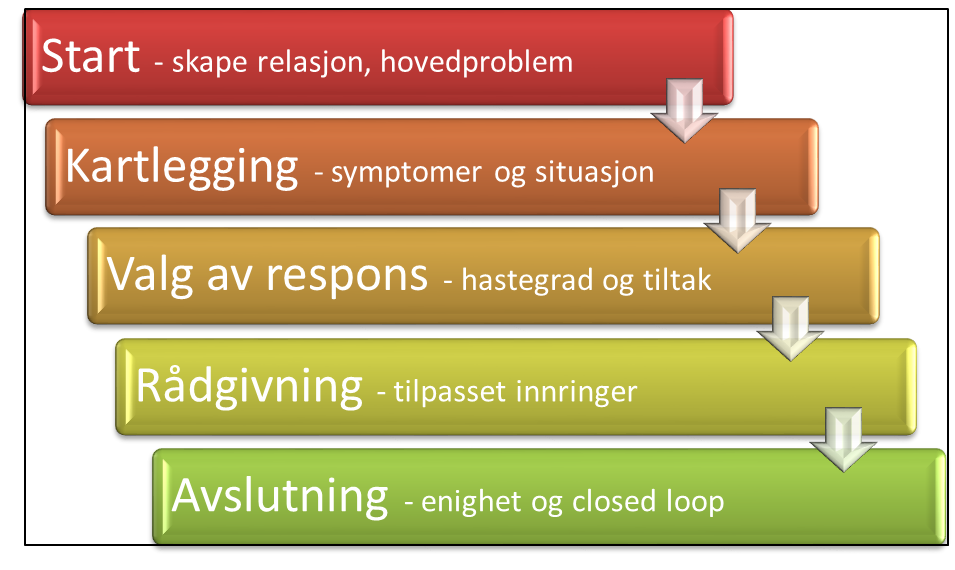 Start - skape relasjon, hovedproblem
Kartlegging - symptomer og situasjon
Valg av respons - hastegrad og tiltak
Rådgivning - tilpasset innringer
Avslutning - enighet og closed loop